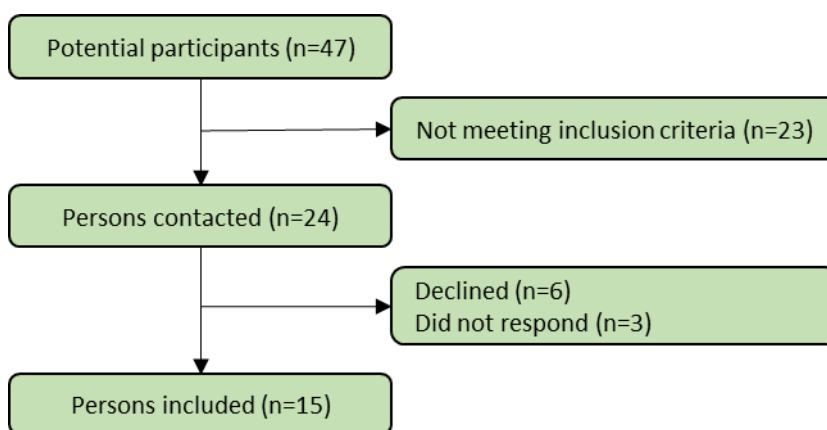 Potential participants (n=47)
Not meeting inclusion criteria (n=23)
Persons contacted (n=24)
Declined (n=6)
Did not respond (n=3)
Persons included (n=15)